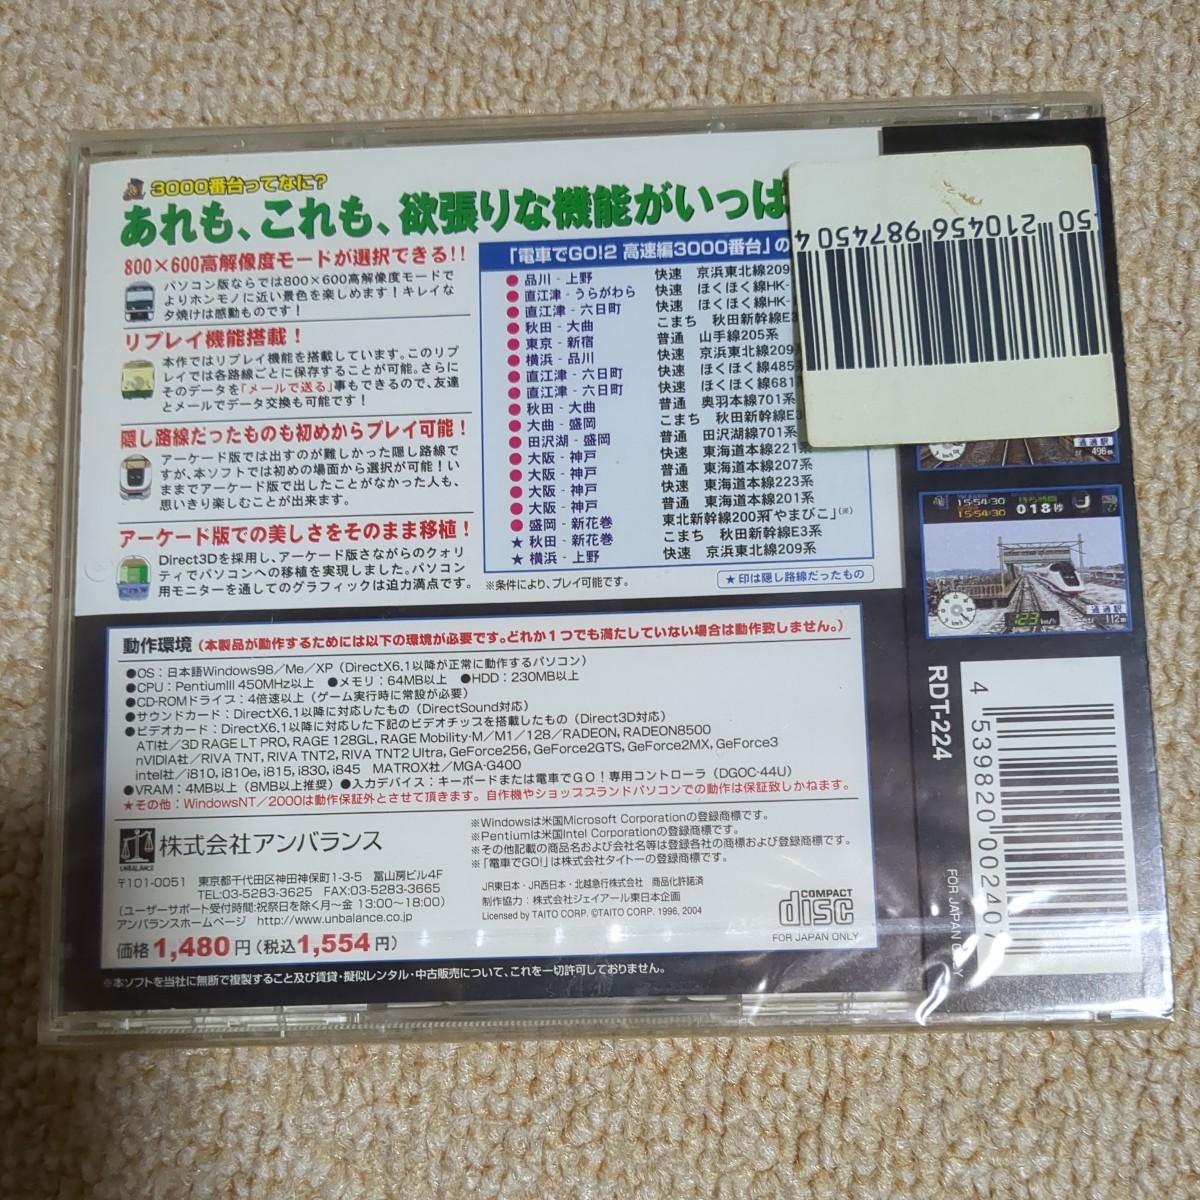 3000番台ってなに?
あれも、これも、欲張りな機能がいっぱ
800×600高解像度モードが選択できる!!
パソコン版ならでは800×600高解像度モードで
よりホンモノに近い景色を楽しめます!キレイな
夕焼けは感動ものです!
リプレイ機能搭載!
本作ではリプレイ機能を搭載しています。このリプ
レイでは各路線ごとに保存することが可能。さらに
そのデータを「メールで送る」事もできるので、友達
とメールでデータ交換も可能です!
隠し路線だったものも初めからプレイ可能!
アーケード版では出すのが難しかった隠し路線で
すが、本ソフトでは初めの場面から選択が可能!い
ままでアーケード版で出したことがなかった人も、
思いきり楽しむことが出来ます。
アーケード版での美しさをそのまま移植!
Direct3Dを採用し、アーケード版さながらのクォリ
ティでパソコンへの移植を実現しました。パソコン
用モニターを通してのグラフィックは迫力満点です。
「電車でGO!2 高速編3000番台」の
●品川 - 上野 快速 京浜東北線209
●直江津 - うらがわら 快速 ほくほく線HK-
●直江津 - 六日町 快速 ほくほく線HK-
●秋田 - 大曲 こまち 秋田新幹線E3
●東京 - 新宿 普通 山手線205系
●横浜 - 品川 快速 京浜東北線209
●直江津 - 六日町 快速 ほくほく線485
●直江津 - 六日町 快速 ほくほく線681
●秋田 - 大曲 普通 奥羽本線701系
●大曲 - 盛岡 こまち 秋田新幹線E3
●田沢湖 - 盛岡 普通 田沢湖線701系
●大阪 - 神戸 快速 東海道本線221系
●大阪 - 神戸 普通 東海道本線207系
●大阪 - 神戸 快速 東海道本線223系
●大阪 - 神戸 普通 東海道本線201系
●盛岡 - 新花巻 東北新幹線200系「やまびこ」(※)
★秋田 - 新花巻 こまち 秋田新幹線E3系
★横浜 - 上野 快速 京浜東北線209系
※条件により、プレイ可能です。
★印は隠し路線だったもの
210456 987450 4
通過駅
496m
15:54:30
15:54:30
018秒
123 km/h
通過駅
112m
動作環境(本製品が動作するためには以下の環境が必要です。どれか1つでも満たしていない場合は動作致しません。)
●OS:日本語Windows98/Me/XP(DirectX6.1以降が正常に動作するパソコン)
●CPU:PentiumIII 450MHz以上 ●メモリ:64MB以上 ●HDD:230MB以上
●CD-ROMドライブ:4倍速以上(ゲーム実行時に常設が必要)
●サウンドカード:DirectX6.1以降に対応したもの(DirectSound対応)
●ビデオカード:DirectX6.1以降に対応した下記のビデオチップスを搭載したもの(Direct3D対応)
ATI社/3D RAGE LT PRO, RAGE 128GL, RAGE Mobility-M/M1/128/RADEON, RADEON8500
nVIDIA社/RIVA TNT, RIVA TNT2, RIVA TNT2 Ultra, GeForce256, GeForce2GTS, GeForce2MX, GeForce3
intel社/i810, i810e, i815, i830, i845 MATROX社/MGA-G400
●VRAM:4MB以上(8MB以上推奨) ●入力デバイス:キーボードまたは電車でGO!専用コントローラ(DGOC-44U)
★その他:WindowsNT/2000は動作保証外とさせて頂きます。自作機やショップブランドパソコンでの動作は保証致しかねます。
UNBALANCE
株式会社アンバランス
〒101-0051 東京都千代田区神田神保町1-3-5 冨山房ビル4F
TEL:03-5283-3625 FAX:03-5283-3665
(ユーザーサポート受付時間:祝祭日を除く月〜金 13:00〜18:00)
アンバランスホームページ http://www.unbalance.co.jp
価格1,480円(税込1,554円)
※Windowsは米国Microsoft Corporationの登録商標です。
※Pentiumは米国Intel Corporationの登録商標です。
※その他記載の商品名および会社名等は登録各社の商標および登録商標です。
※「電車でGO!」は株式会社タイトーの登録商標です。
JR東日本・JR西日本・北越急行株式会社 商品化許諾済
制作協力:株式会社ジェイアール東日本企画
Licensed by TAITO CORP. ©TAITO CORP. 1996, 2004
COMPACT
disc
FOR JAPAN ONLY
※本ソフトを当社に無断で複製すること及び賃貸・擬似レンタル・中古販売について、これを一切許可しておりません。
RDT-224
4 539820 002407
FOR JAPAN ONLY